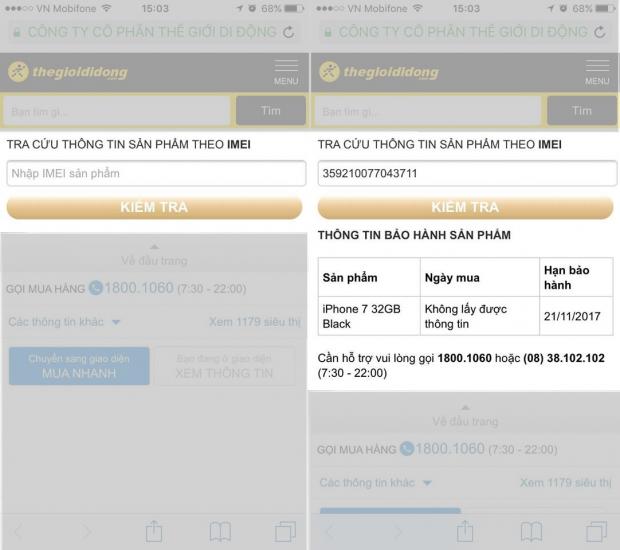 VN Mobifone 15:03 68%
CÔNG TY CỔ PHẦN THẾ GIỚI DI ĐỘNG
thegioididong
.com
MENU
Bạn tìm gì...
Tìm
TRA CỨU THÔNG TIN SẢN PHẨM THEO IMEI
Nhập IMEI sản phẩm
KIỂM TRA
Về đầu trang
GỌI MUA HÀNG 1800.1060 (7:30 - 22:00)
Các thông tin khác
Xem 1179 siêu thị
Chuyển sang giao diện
MUA NHANH
Bạn đang ở giao diện
XEM THÔNG TIN
VN Mobifone 15:03 68%
CÔNG TY CỔ PHẦN THẾ GIỚI DI ĐỘNG
thegioididong
.com
MENU
Bạn tìm gì...
Tìm
TRA CỨU THÔNG TIN SẢN PHẨM THEO IMEI
359210077043711
KIỂM TRA
THÔNG TIN BẢO HÀNH SẢN PHẨM
Sản phẩm
Ngày mua
Hạn bảo
hành
iPhone 7 32GB
Black
Không lấy được
thông tin
21/11/2017
Cần hỗ trợ vui lòng gọi 1800.1060 hoặc (08) 38.102.102
(7:30 - 22:00)
Về đầu trang
GỌI MUA HÀNG 1800.1060 (7:30 - 22:00)
Các thông tin khác
Xem 1179 siêu thị